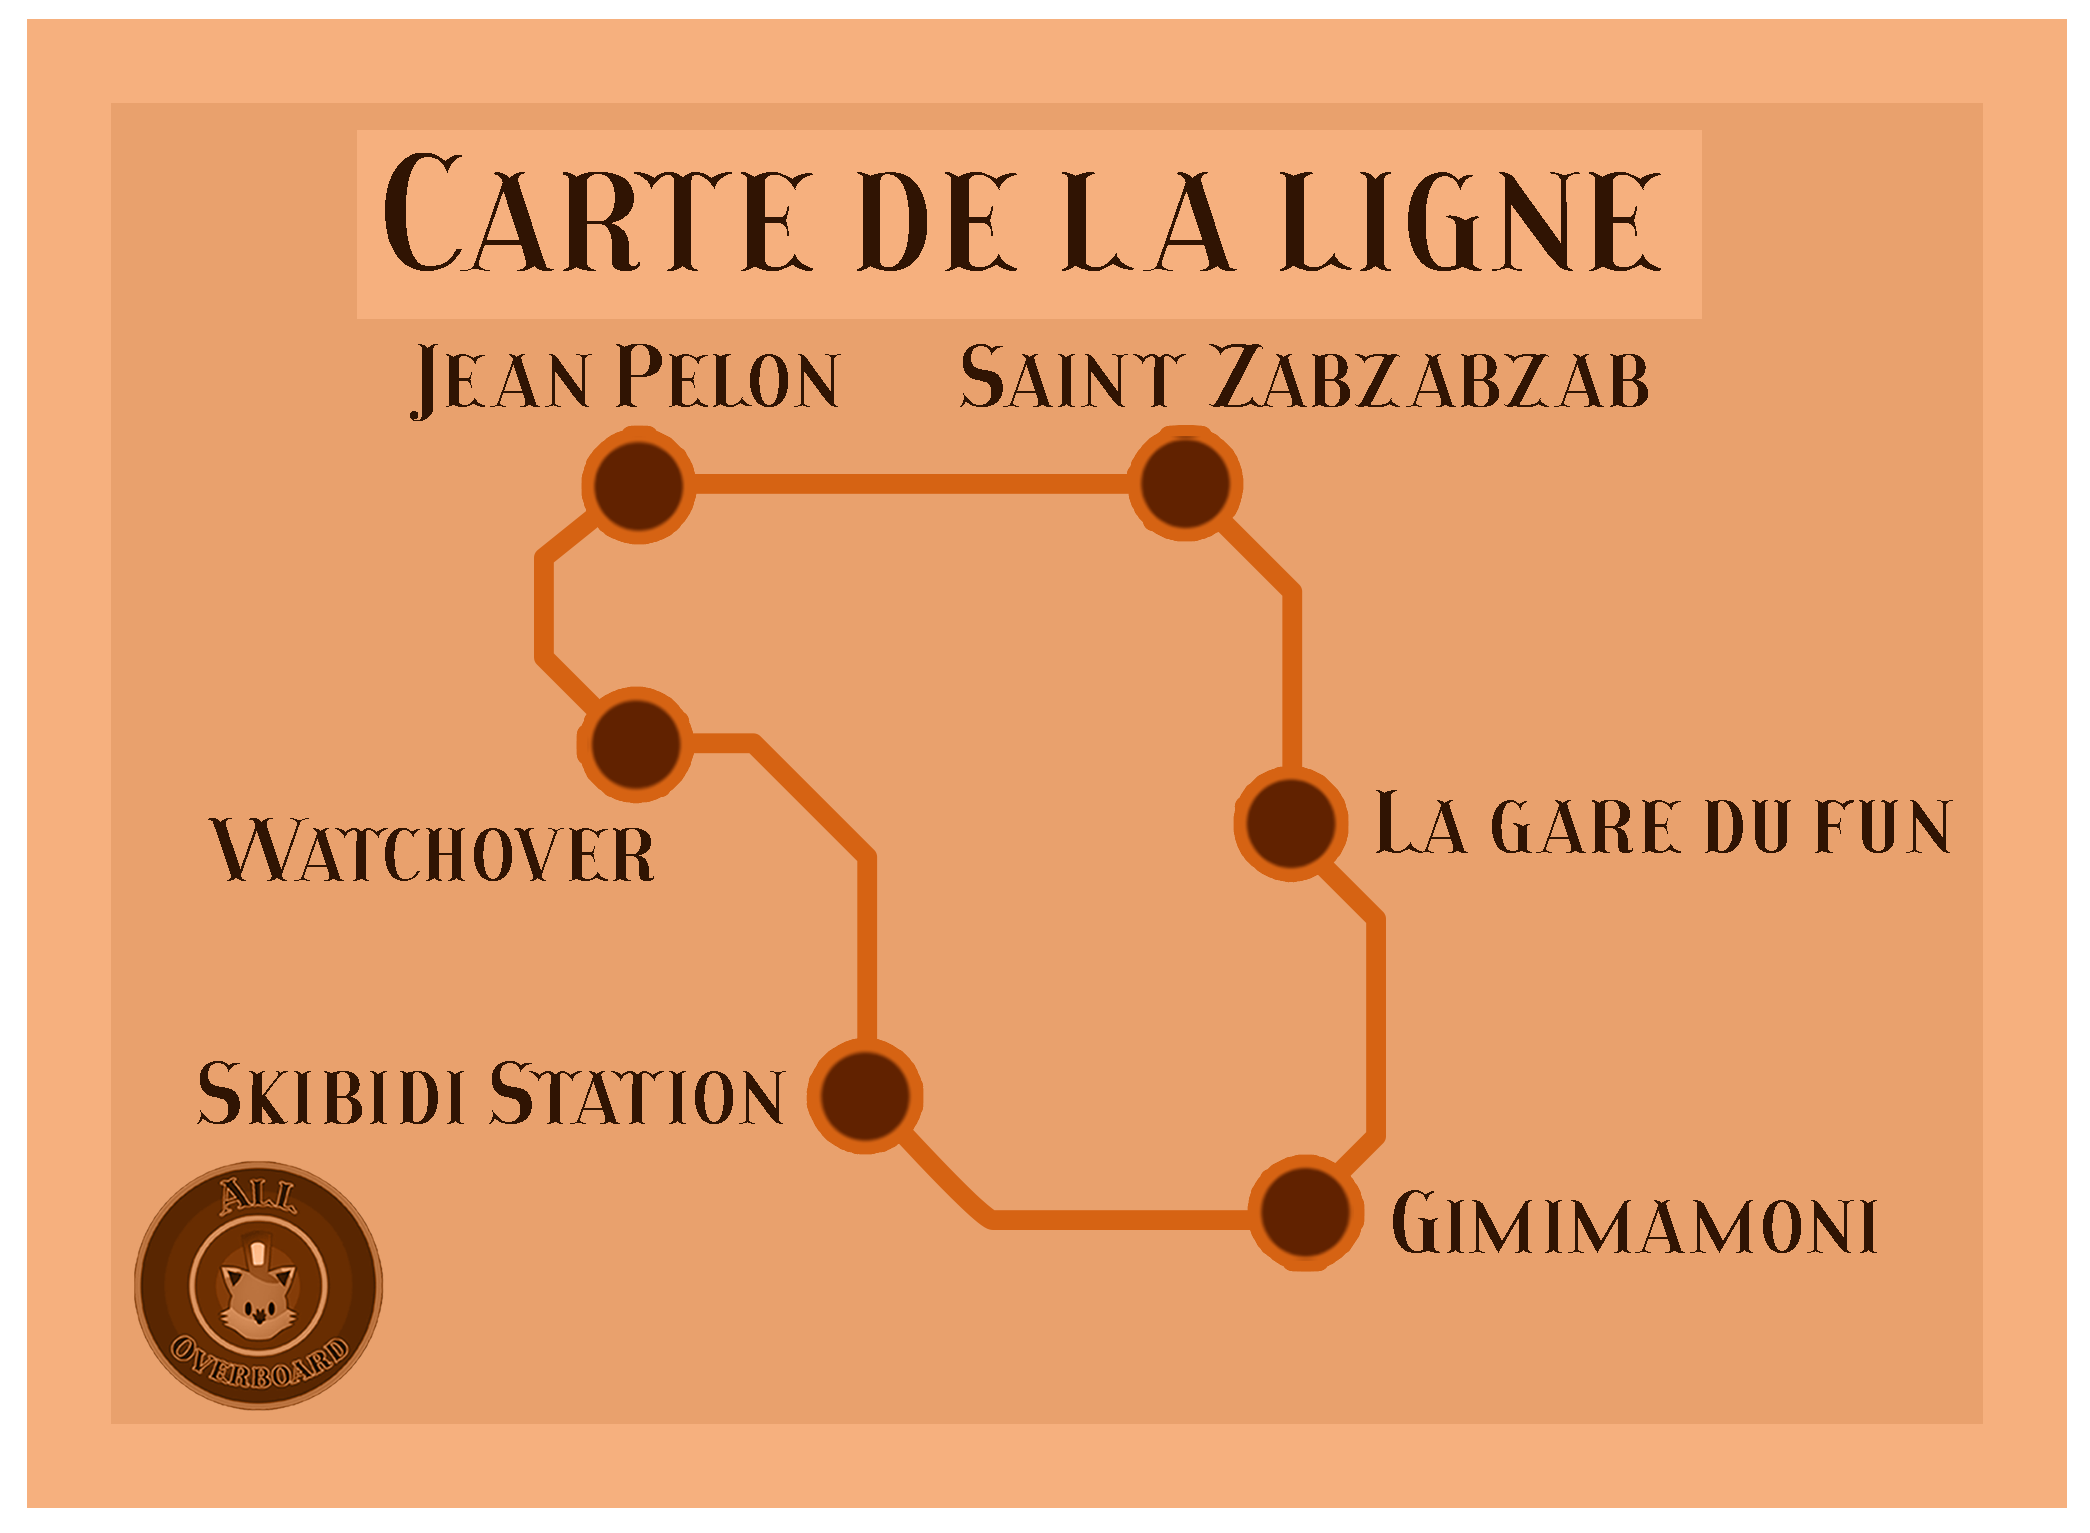 Carte de la ligne
Jean Pelon
Saint Zabzabzab
La gare du fun
Watchover
Skibidi Station
Gimimamoni
All
Overboard